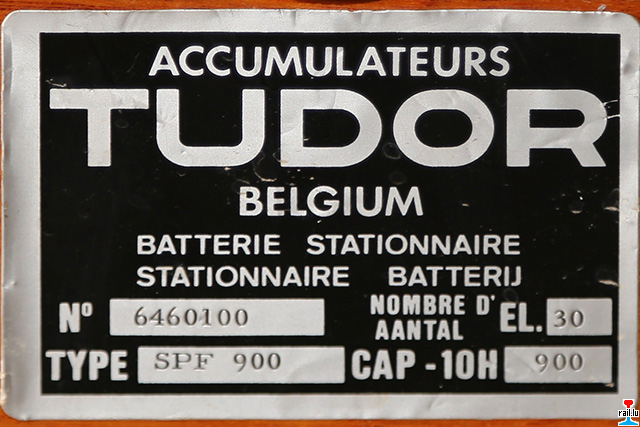 ACCUMULATEURS
TUDOR
BELGIUM
BATTERIE STATIONNAIRE
STATIONNAIRE BATTERIJ
Nº 6460100 NOMBRE D' AANTAL EL. 30
TYPE SPF 900 CAP -10H 900
rail.lu